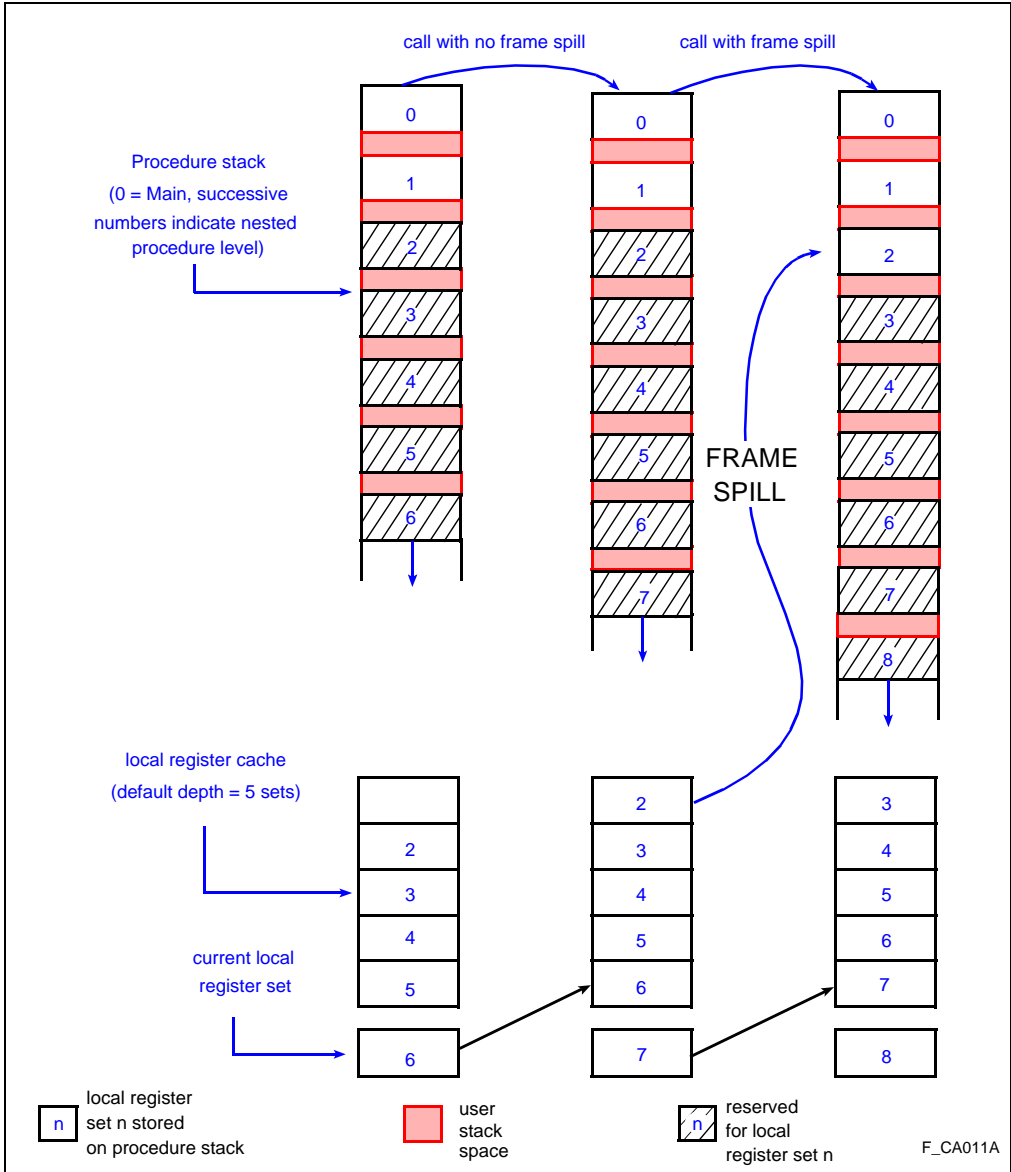 call with no frame spill
call with frame spill
0
1
2
3
4
5
6
0
1
2
3
4
5
6
7
0
1
2
3
4
5
6
7
8
Procedure stack
(0 = Main, successive
numbers indicate nested
procedure level)
FRAME
SPILL
local register cache
(default depth = 5 sets)
current local
register set
2
3
4
5
6
2
3
4
5
6
7
3
4
5
6
7
8
n
local register
set n stored
on procedure stack
user
stack
space
n
reserved
for local
register set n
F_CA011A